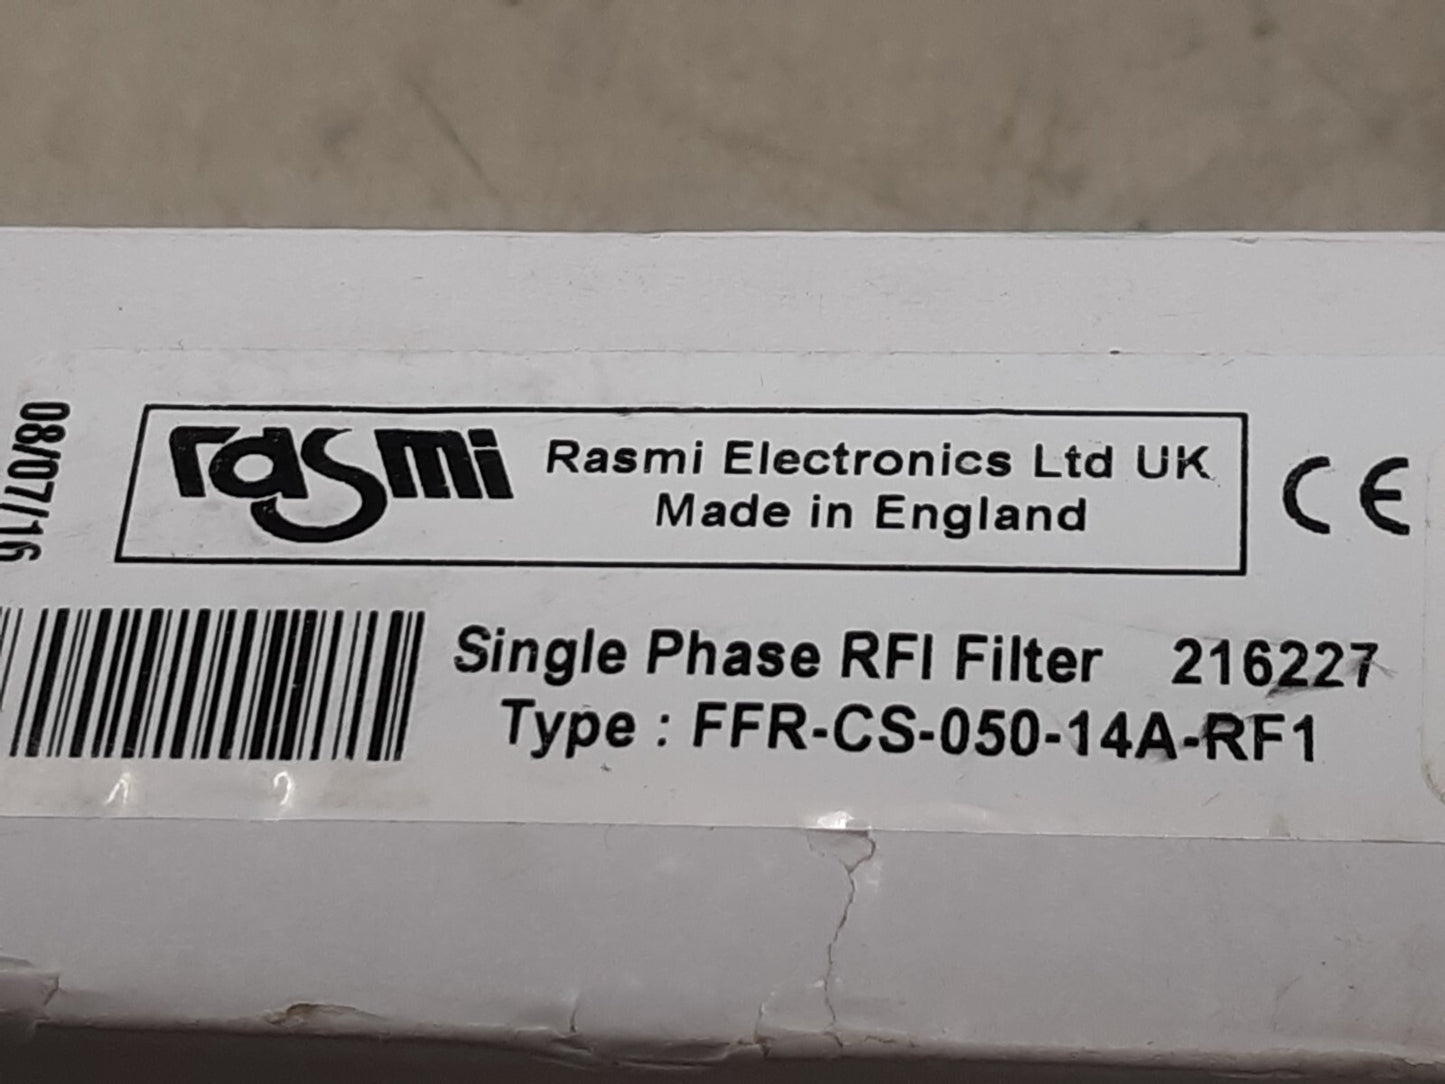 08/07/16
rasmi
Rasmi Electronics Ltd UK
Made in England
CE
Single Phase RFI Filter 216227
Type : FFR-CS-050-14A-RF1